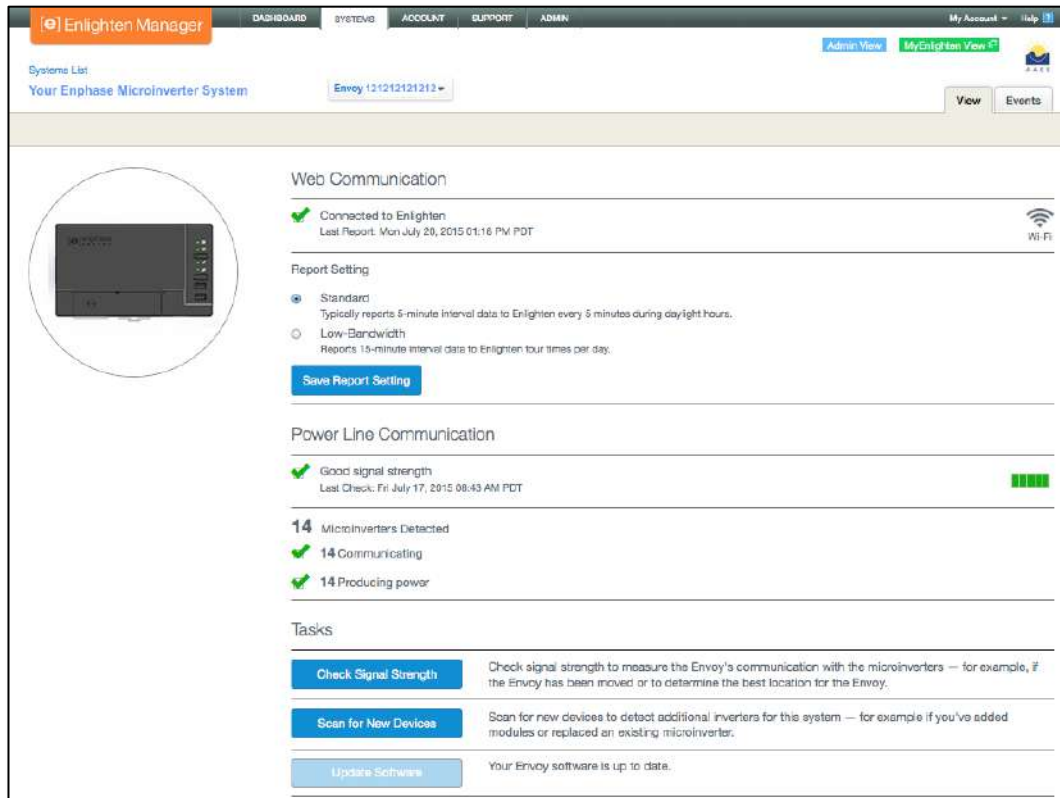 [e] Enlighten Manager
DASHBOARD SYSTEMS ACCOUNT SUPPORT ADMIN
My Account Help ?
Admin View MyEnlighten View
Systems List
Your Enphase Microinverter System
Envoy 121212121212
View Events
Web Communication
Connected to Enlighten
Last Report: Mon July 20, 2015 01:16 PM PDT
Wi-Fi
Report Setting
Standard
Typically reports 5-minute interval data to Enlighten every 5 minutes during daylight hours.
Low-Bandwidth
Reports 15-minute interval data to Enlighten four times per day.
Save Report Setting
Power Line Communication
Good signal strength
Last Check: Fri July 17, 2015 08:43 AM PDT
14 Microinverters Detected
14 Communicating
14 Producing power
Tasks
Check Signal Strength
Check signal strength to measure the Envoy's communication with the microinverters — for example, if
the Envoy has been moved or to determine the best location for the Envoy.
Scan for New Devices
Scan for new devices to detect additional inverters for this system — for example if you've added
modules or replaced an existing microinverter.
Update Software
Your Envoy software is up to date.